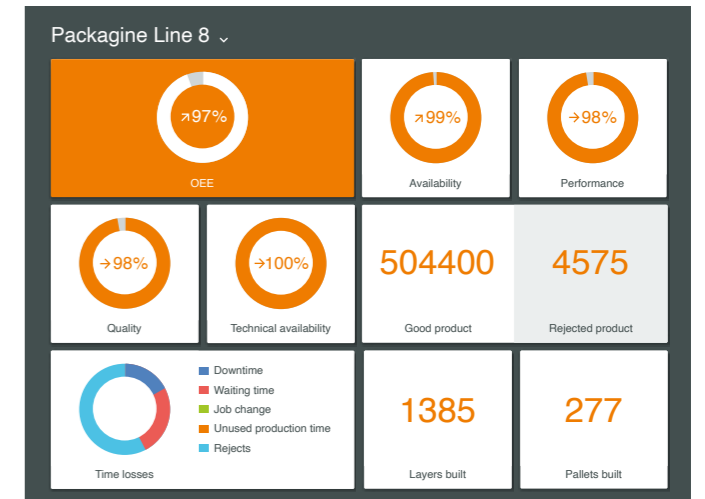 Packagine Line 8
97%
OEE
99%
Availability
98%
Performance
98%
Quality
100%
Technical availability
504400
Good product
4575
Rejected product
Downtime
Waiting time
Job change
Unused production time
Rejects
Time losses
1385
Layers built
277
Pallets built